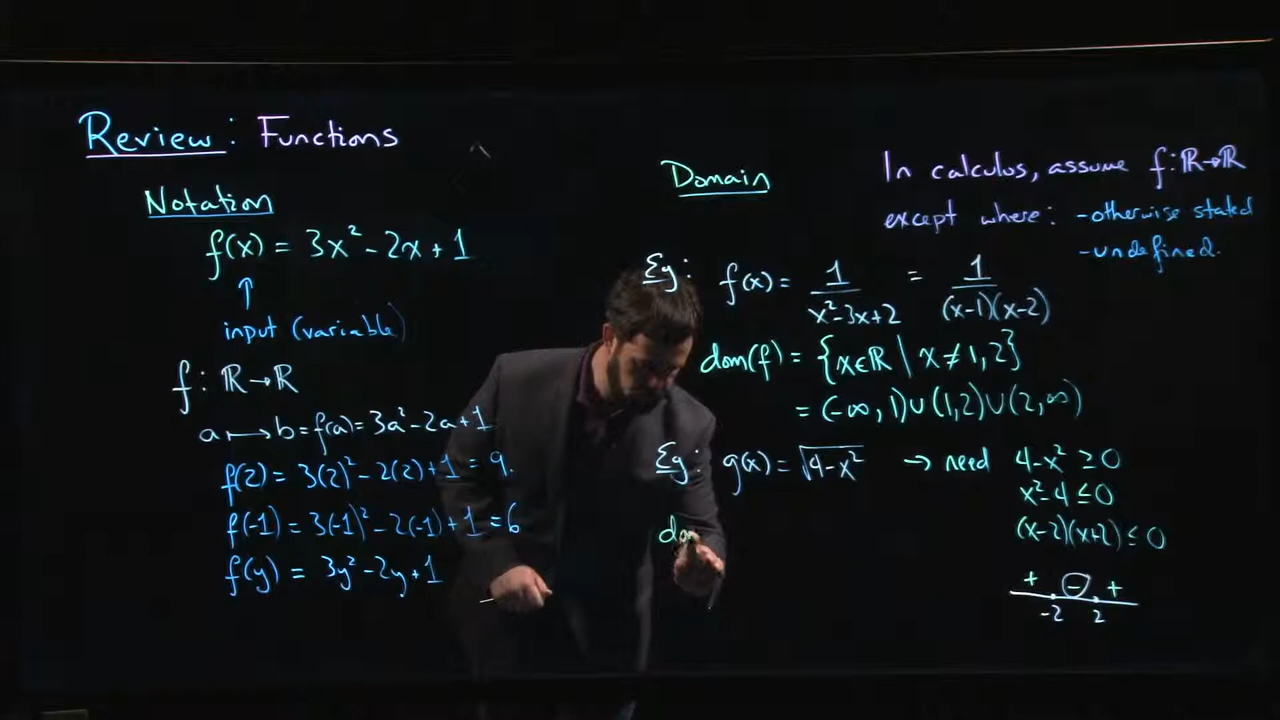 Review: Functions
Notation
f(x) = 3x² - 2x + 1
↑
input (variable)
f: ℝ→ℝ
a ↦ b = f(a) = 3a² - 2a + 1
f(2) = 3(2)² - 2(2) + 1 = 9.
f(-1) = 3(-1)² - 2(-1) + 1 = 6
f(y) = 3y² - 2y + 1
Domain
In calculus, assume f: ℝ→ℝ
except where: - otherwise stated
- undefined.
Eg: f(x) = 1/(x²-3x+2) = 1/((x-1)(x-2))
dom(f) = {x∈ℝ | x≠1,2}
= (-∞,1)∪(1,2)∪(2,∞)
Eg: g(x) = √(4-x²) → need 4-x² ≥ 0
x²-4 ≤ 0
(x-2)(x+2) ≤ 0
dom
+ - +
-2 2